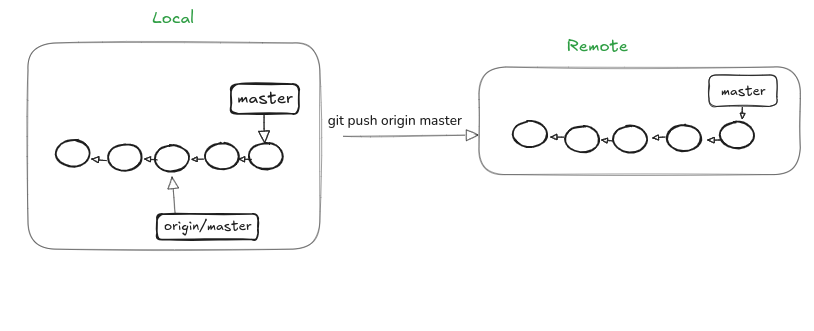 Local
Remote
master
master
git push origin master
origin/master